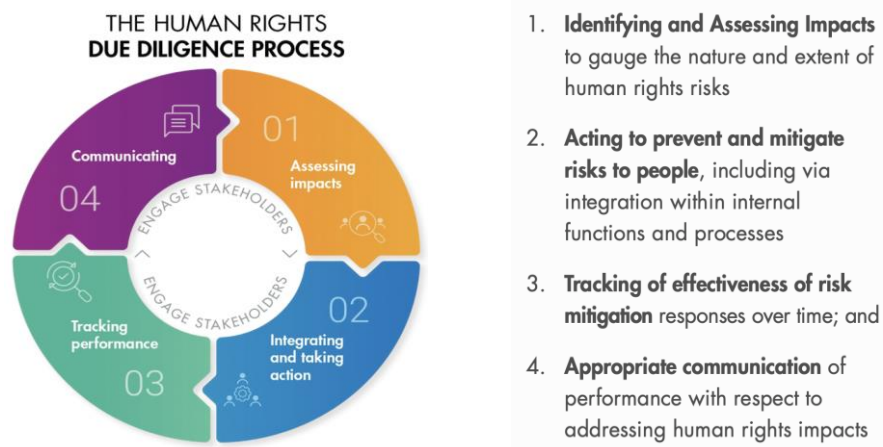 THE HUMAN RIGHTS
DUE DILIGENCE PROCESS
01
Assessing
impacts
02
Integrating
and taking
action
03
Tracking
performance
04
Communicating
ENGAGE STAKEHOLDERS
ENGAGE STAKEHOLDERS
1. Identifying and Assessing Impacts
to gauge the nature and extent of
human rights risks
2. Acting to prevent and mitigate
risks to people, including via
integration within internal
functions and processes
3. Tracking of effectiveness of risk
mitigation responses over time; and
4. Appropriate communication of
performance with respect to
addressing human rights impacts